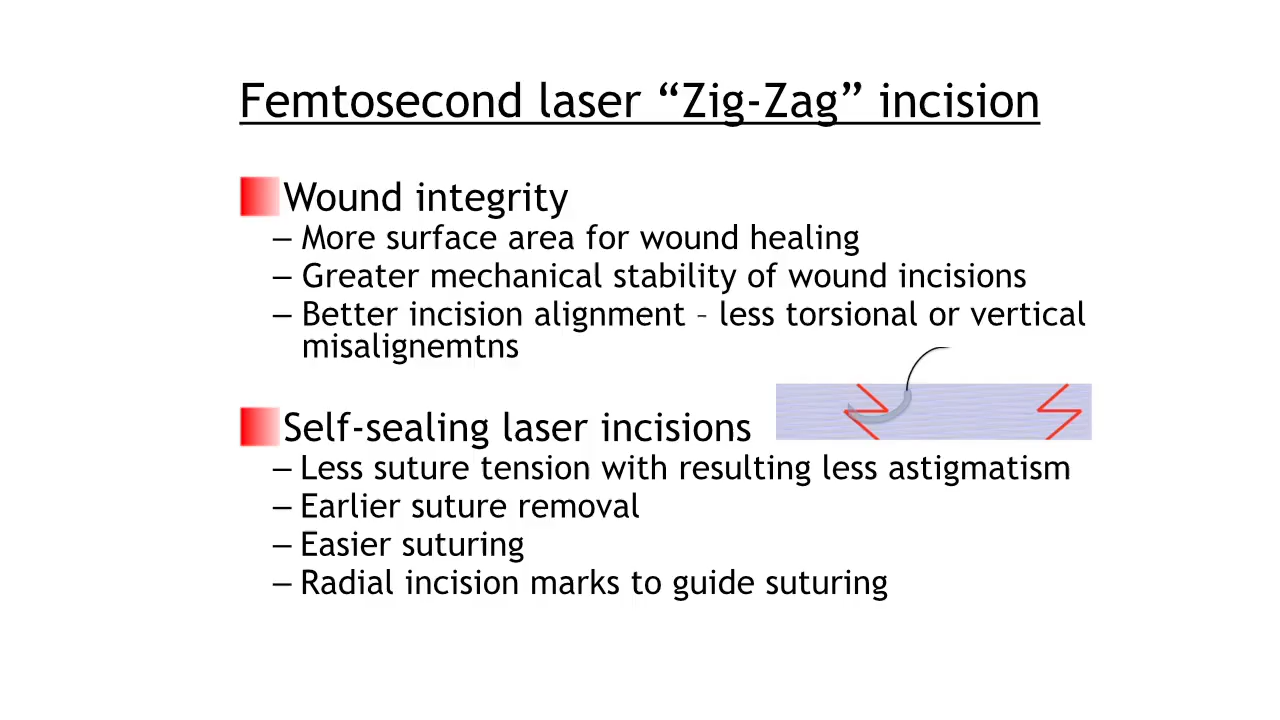 Femtosecond laser “Zig-Zag” incision
Wound integrity
– More surface area for wound healing
– Greater mechanical stability of wound incisions
– Better incision alignment – less torsional or vertical
misalignemtns
Self-sealing laser incisions
– Less suture tension with resulting less astigmatism
– Earlier suture removal
– Easier suturing
– Radial incision marks to guide suturing